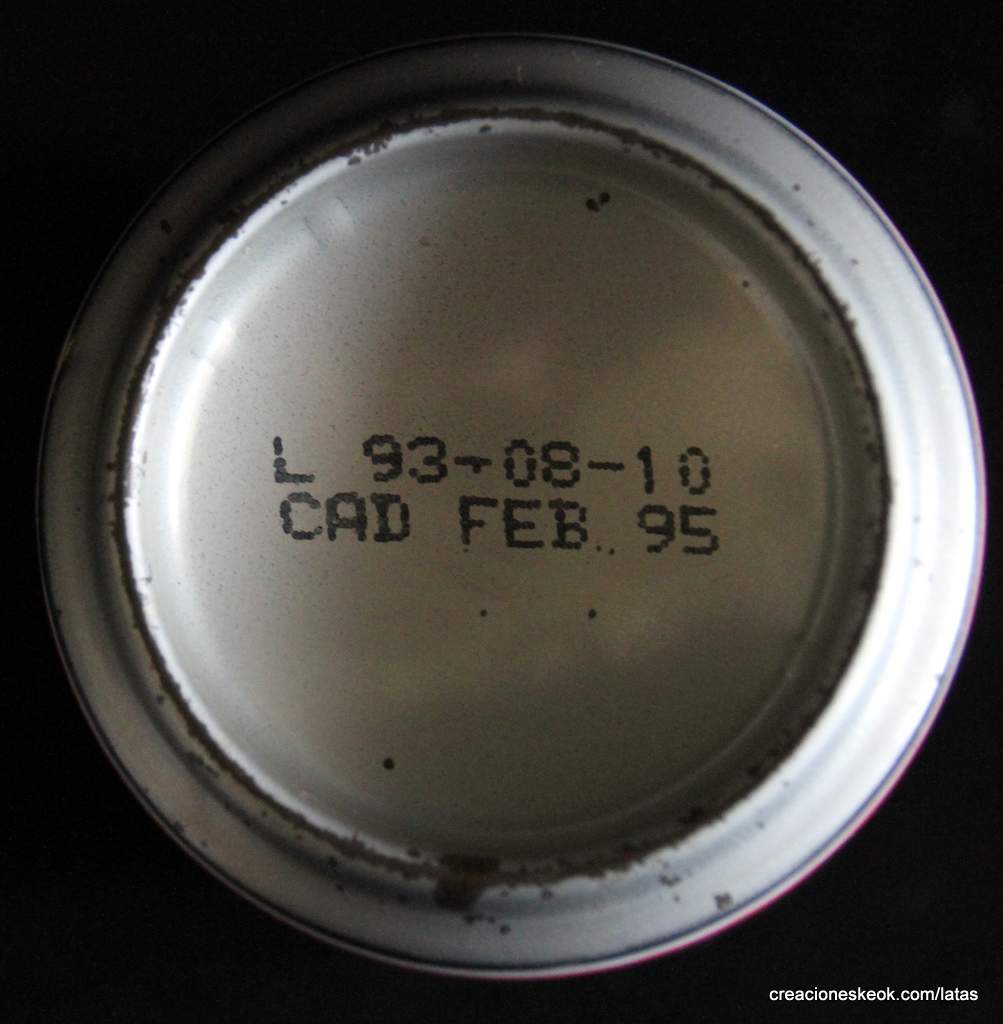 L 93-08-10
CAD FEB. 95
creacioneskeok.com/latas